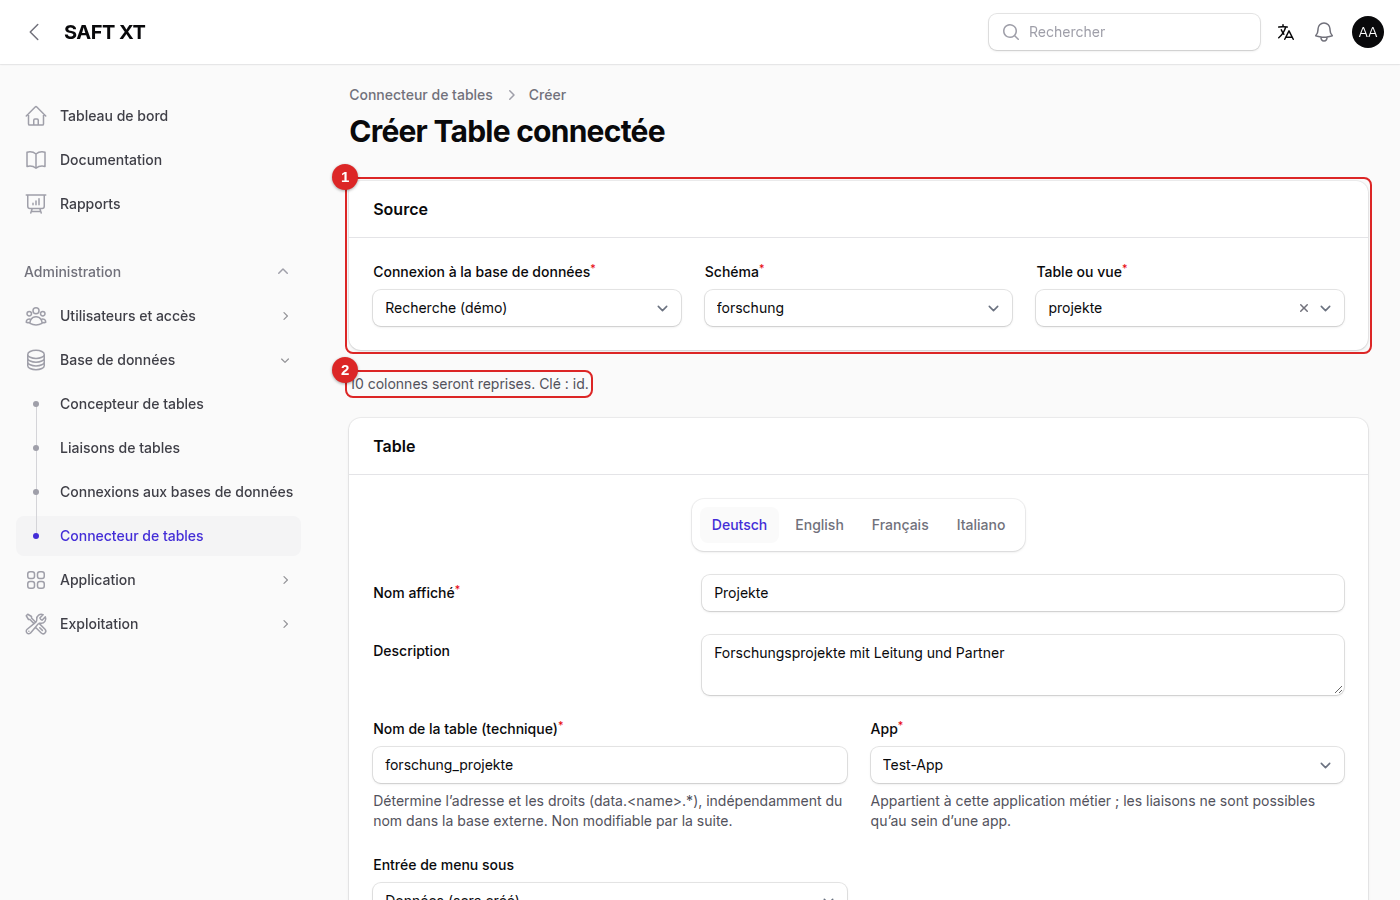 SAFT XT
Rechercher
AA
Tableau de bord
Documentation
Rapports
Administration
Utilisateurs et accès
Base de données
Concepteur de tables
Liaisons de tables
Connexions aux bases de données
Connecteur de tables
Application
Exploitation
Connecteur de tables > Créer
Créer Table connectée
1
Source
Connexion à la base de données* Schéma* Table ou vue*
Recherche (démo) forschung projekte
2
10 colonnes seront reprises. Clé : id.
Table
Deutsch English Français Italiano
Nom affiché* Projekte
Description Forschungsprojekte mit Leitung und Partner
Nom de la table (technique)* App*
forschung_projekte Test-App
Détermine l’adresse et les droits (data.<name>.*), indépendamment du
nom dans la base externe. Non modifiable par la suite.
Appartient à cette application métier ; les liaisons ne sont possibles
qu’au sein d’une app.
Entrée de menu sous
Données (sera créé)